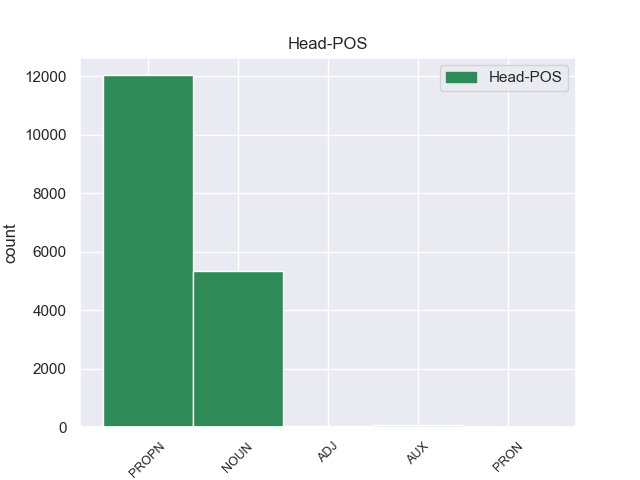 Head-POS
Head-POS
12000
10000
8000
6000
4000
2000
0
count
PROPN
NOUN
ADJ
AUX
PRON